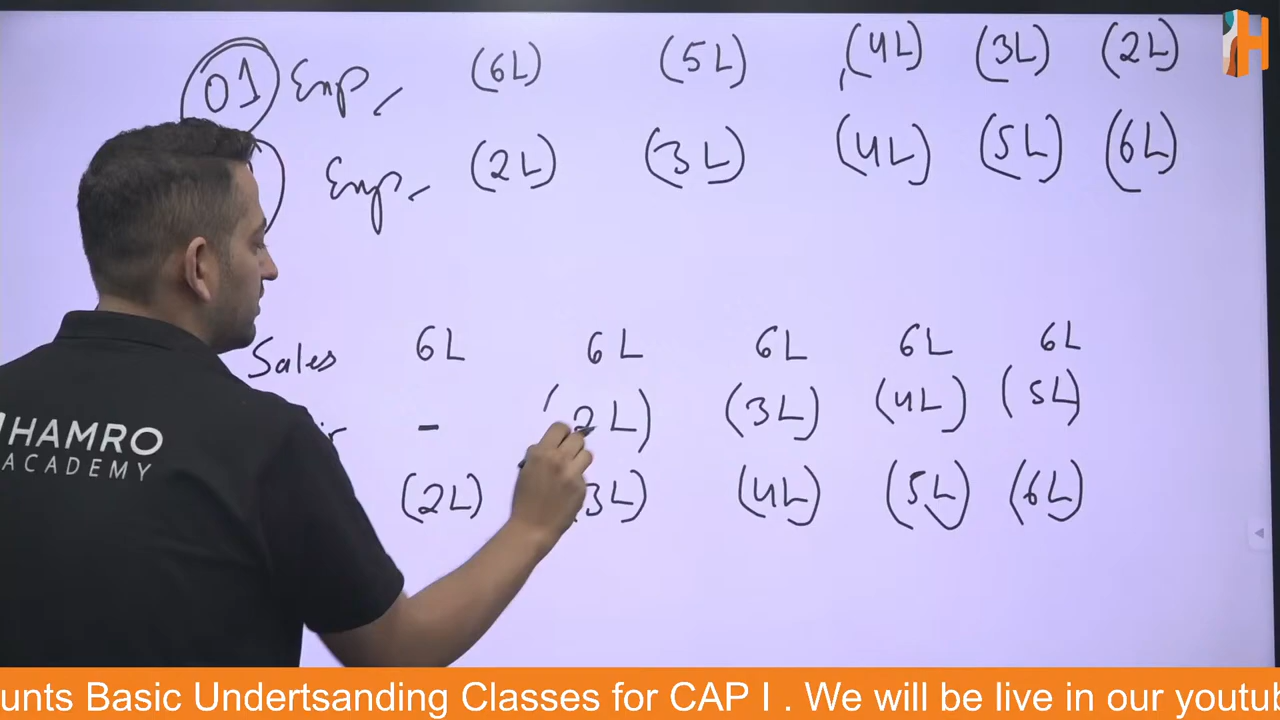 01 Exp. (6L) (5L) (4L) (3L) (2L)
Exp. (2L) (3L) (4L) (5L) (6L)
Sales 6L 6L 6L 6L 6L
- (2L) (3L) (4L) (5L)
(2L) (3L) (4L) (5L) (6L)
HAMRO
ACADEMY
unts Basic Undertsanding Classes for CAP I . We will be live in our youtub